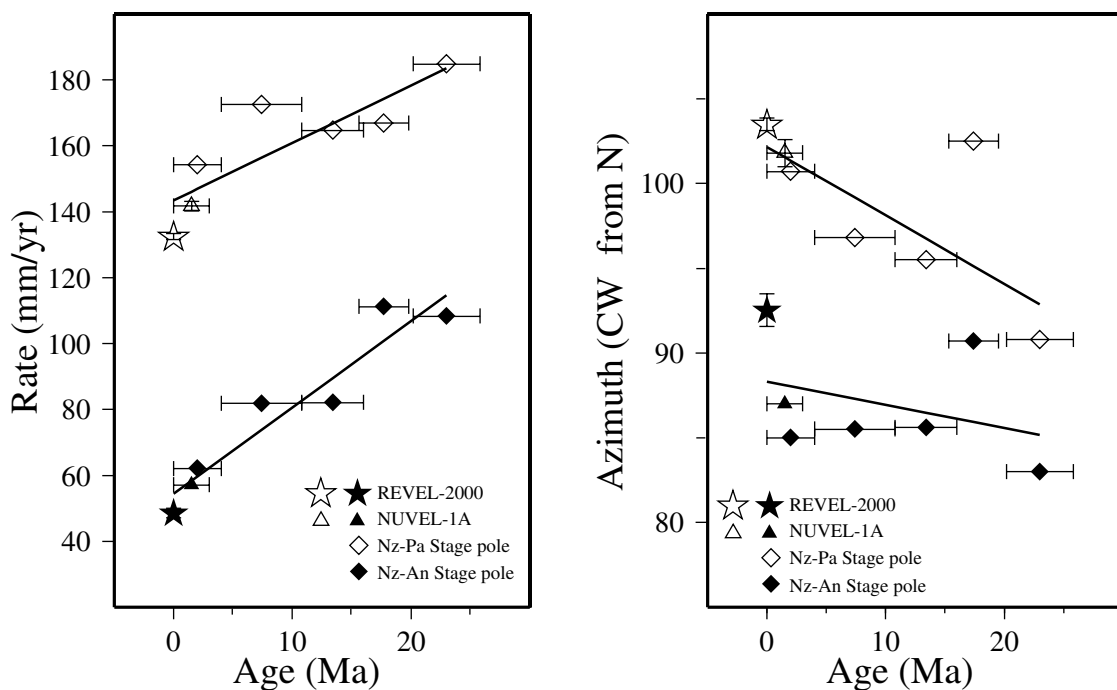 Rate (mm/yr)
180
160
140
120
100
80
60
40
REVEL-2000
NUVEL-1A
Nz-Pa Stage pole
Nz-An Stage pole
0 10 20
Age (Ma)
Azimuth (CW from N)
100
90
80
REVEL-2000
NUVEL-1A
Nz-Pa Stage pole
Nz-An Stage pole
0 10 20
Age (Ma)